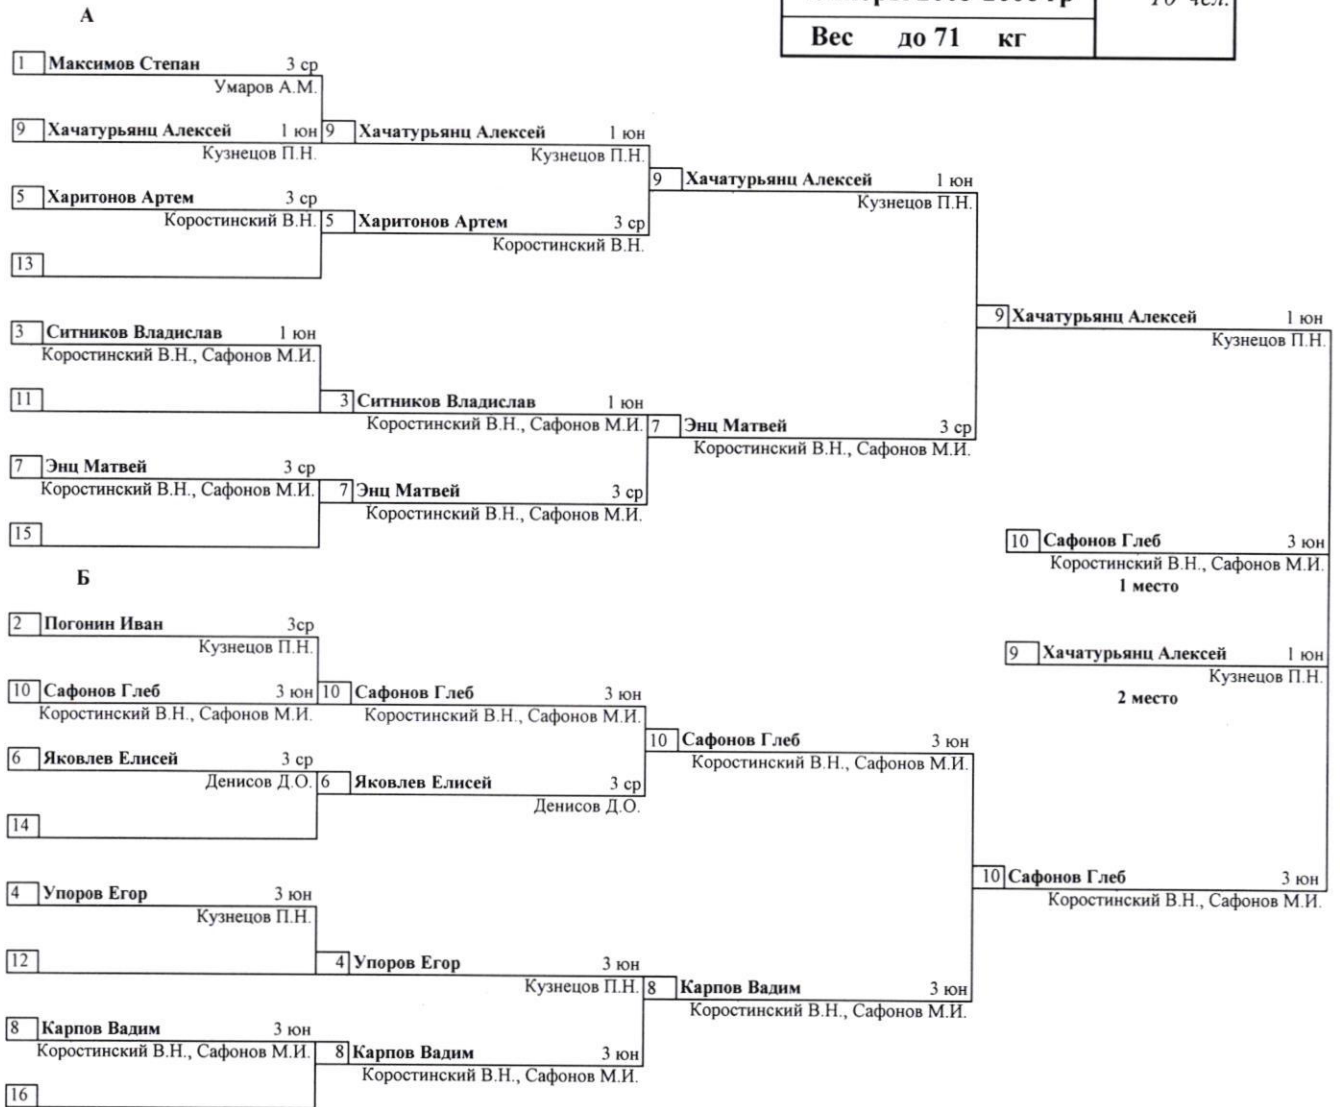 10 чел.
Вес до 71 кг
А
1 Максимов Степан 3 ср
Умаров А.М.
9 Хачатурьянц Алексей 1 юн 9 Хачатурьянц Алексей 1 юн
Кузнецов П.Н. Кузнецов П.Н.
9 Хачатурьянц Алексей 1 юн
Кузнецов П.Н.
5 Харитонов Артем 3 ср
Коростинский В.Н. 5 Харитонов Артем 3 ср
Коростинский В.Н.
13
9 Хачатурьянц Алексей 1 юн
Кузнецов П.Н.
3 Ситников Владислав 1 юн
Коростинский В.Н., Сафонов М.И.
11 3 Ситников Владислав 1 юн
Коростинский В.Н., Сафонов М.И. 7 Энц Матвей 3 ср
Коростинский В.Н., Сафонов М.И.
7 Энц Матвей 3 ср
Коростинский В.Н., Сафонов М.И. 7 Энц Матвей 3 ср
Коростинский В.Н., Сафонов М.И.
15
10 Сафонов Глеб 3 юн
Коростинский В.Н., Сафонов М.И.
1 место
Б
2 Погонин Иван 3ср
Кузнецов П.Н.
9 Хачатурьянц Алексей 1 юн
Кузнецов П.Н.
2 место
10 Сафонов Глеб 3 юн 10 Сафонов Глеб 3 юн
Коростинский В.Н., Сафонов М.И. Коростинский В.Н., Сафонов М.И.
10 Сафонов Глеб 3 юн
Коростинский В.Н., Сафонов М.И.
6 Яковлев Елисей 3 ср
Денисов Д.О. 6 Яковлев Елисей 3 ср
Денисов Д.О.
14
10 Сафонов Глеб 3 юн
Коростинский В.Н., Сафонов М.И.
4 Упоров Егор 3 юн
Кузнецов П.Н.
12 4 Упоров Егор 3 юн
Кузнецов П.Н. 8 Карпов Вадим 3 юн
Коростинский В.Н., Сафонов М.И.
8 Карпов Вадим 3 юн
Коростинский В.Н., Сафонов М.И. 8 Карпов Вадим 3 юн
Коростинский В.Н., Сафонов М.И.
16